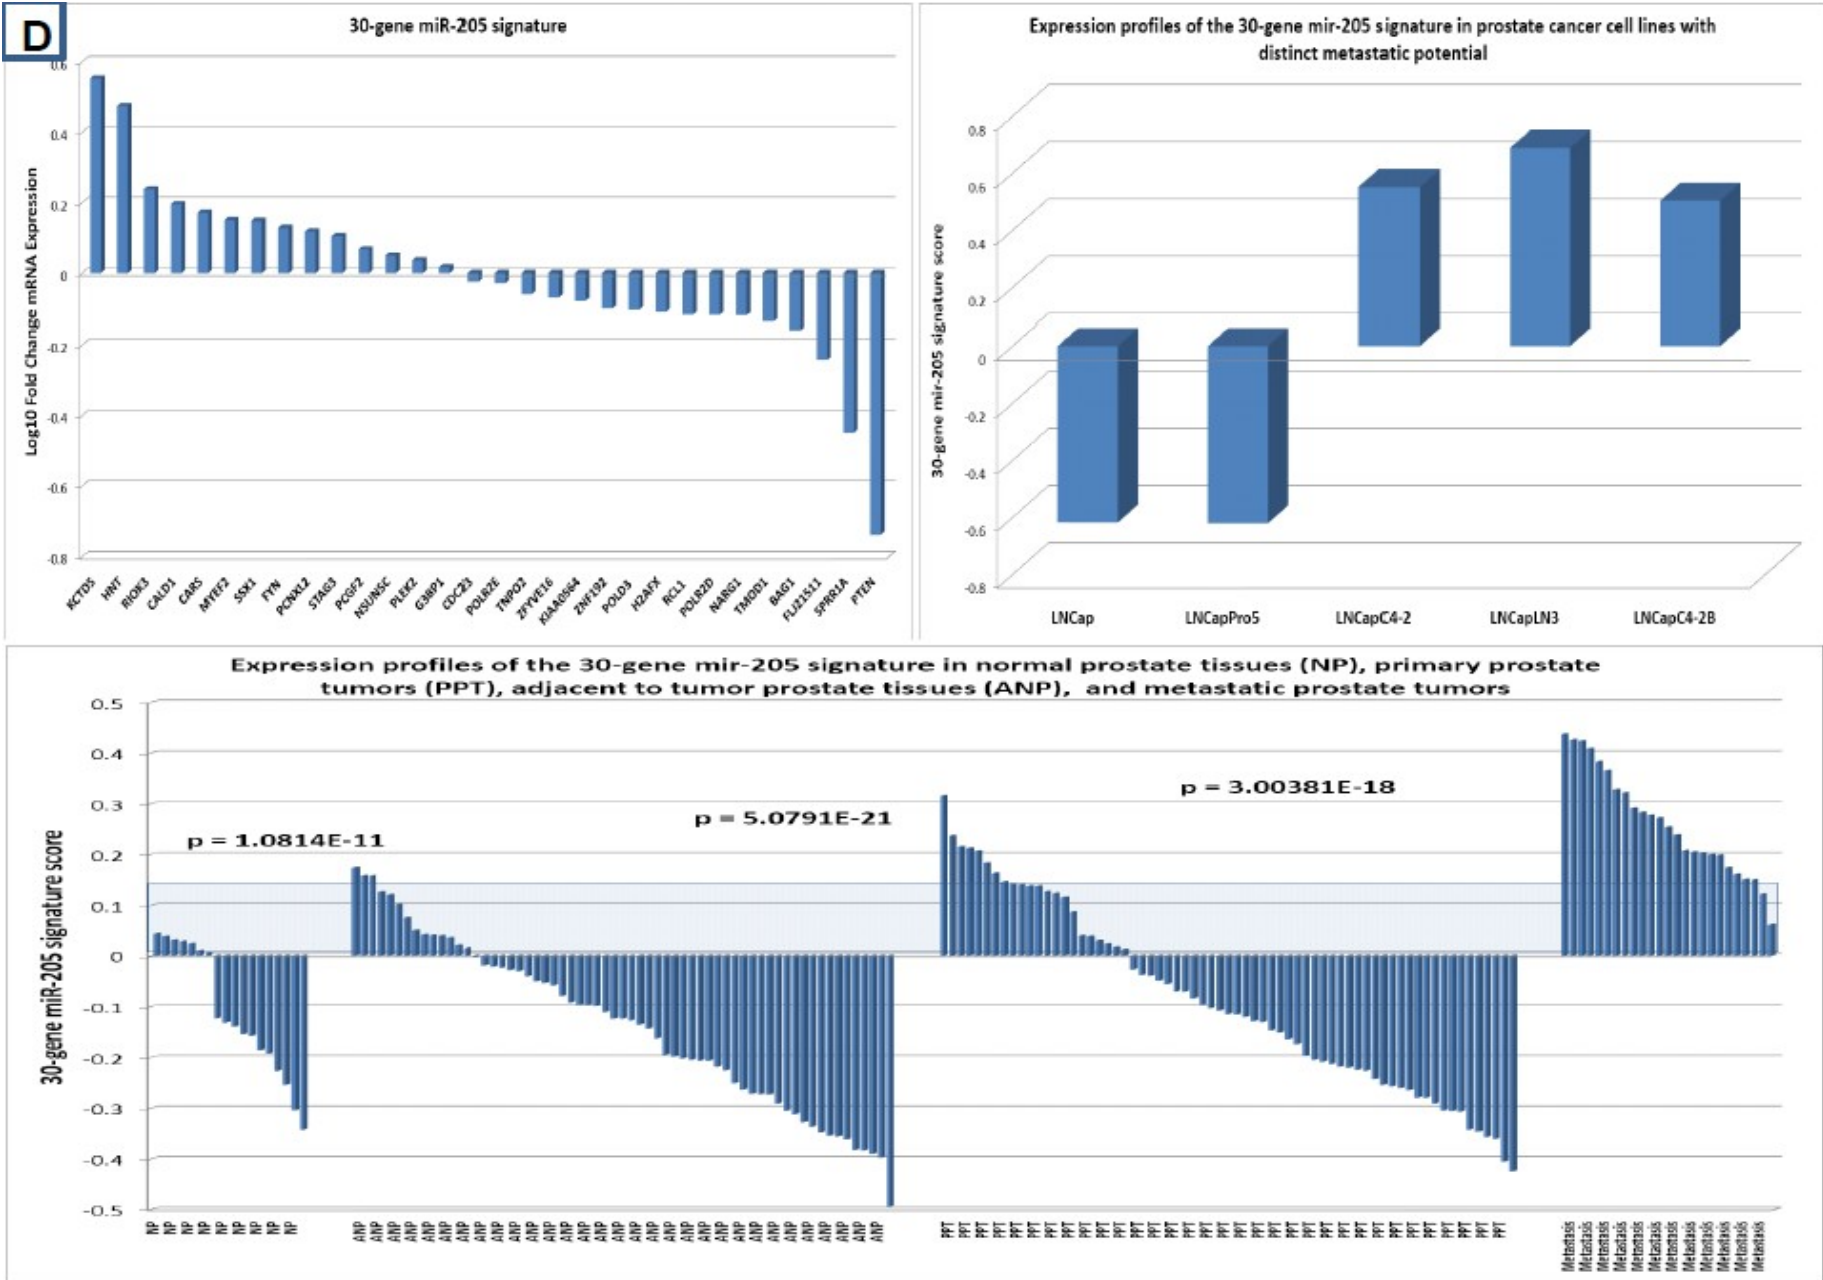 D
30-gene miR-205 signature
Log10 Fold Change mRNA Expression
0.6
0.4
0.2
0
-0.2
-0.4
-0.6
-0.8
KCTD5
HNT
RIOK3
CALD1
CARS
MYEF2
SSX1
FYN
PCNXL2
STAG3
PCGF2
NSUN5C
PLEK2
G3BP1
CDC23
POLR2E
TNPO2
ZFYVE16
KIAA0564
ZNF192
POLD3
H2AFX
RCL1
POLR2D
NARG1
TMOD1
BAG1
FLJ21511
SPRR1A
PTEN
Expression profiles of the 30-gene mir-205 signature in prostate cancer cell lines with
distinct metastatic potential
30-gene mir-205 signature score
0.8
0.6
0.4
0.2
0
-0.2
-0.4
-0.6
-0.8
LNCap
LNCapPro5
LNCapC4-2
LNCapLN3
LNCapC4-2B
Expression profiles of the 30-gene mir-205 signature in normal prostate tissues (NP), primary prostate
tumors (PPT), adjacent to tumor prostate tissues (ANP), and metastatic prostate tumors
30-gene miR-205 signature score
0.5
0.4
0.3
0.2
0.1
0
-0.1
-0.2
-0.3
-0.4
-0.5
p = 1.0814E-11
p = 5.0791E-21
p = 3.00381E-18
NP NP NP NP NP NP NP NP NP
ANP ANP ANP ANP ANP ANP ANP ANP ANP ANP ANP ANP ANP ANP ANP ANP ANP ANP ANP ANP ANP ANP ANP ANP ANP ANP ANP ANP ANP ANP ANP
PPT PPT PPT PPT PPT PPT PPT PPT PPT PPT PPT PPT PPT PPT PPT PPT PPT PPT PPT PPT PPT PPT PPT PPT PPT PPT PPT PPT PPT PPT PPT PPT PPT
Metastasis Metastasis Metastasis Metastasis Metastasis Metastasis Metastasis Metastasis Metastasis Metastasis Metastasis Metastasis